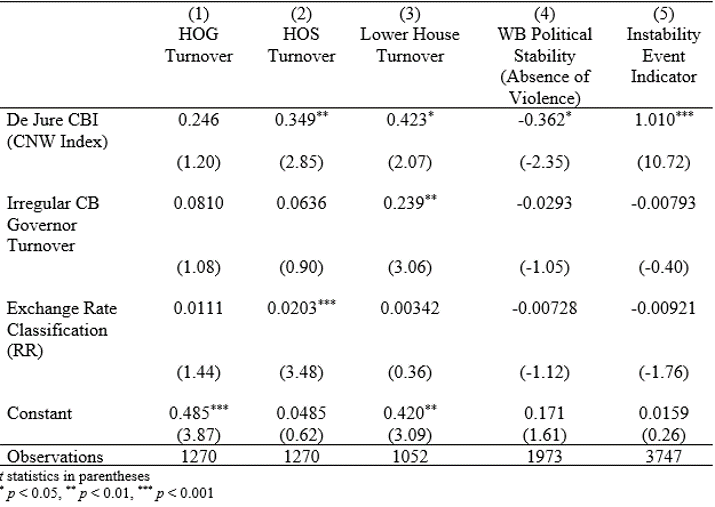 (1) (2) (3) (4) (5)
HOG HOS Lower House WB Political Instability
Turnover Turnover Turnover Stability Event
(Absence of Indicator
Violence)
De Jure CBI 0.246 0.349** 0.423* -0.362* 1.010***
(CNW Index)
(1.20) (2.85) (2.07) (-2.35) (10.72)
Irregular CB 0.0810 0.0636 0.239** -0.0293 -0.00793
Governor
Turnover
(1.08) (0.90) (3.06) (-1.05) (-0.40)
Exchange Rate 0.0111 0.0203*** 0.00342 -0.00728 -0.00921
Classification
(RR)
(1.44) (3.48) (0.36) (-1.12) (-1.76)
Constant 0.485*** 0.0485 0.420** 0.171 0.0159
(3.87) (0.62) (3.09) (1.61) (0.26)
Observations 1270 1270 1052 1973 3747
t statistics in parentheses
* p < 0.05, ** p < 0.01, *** p < 0.001